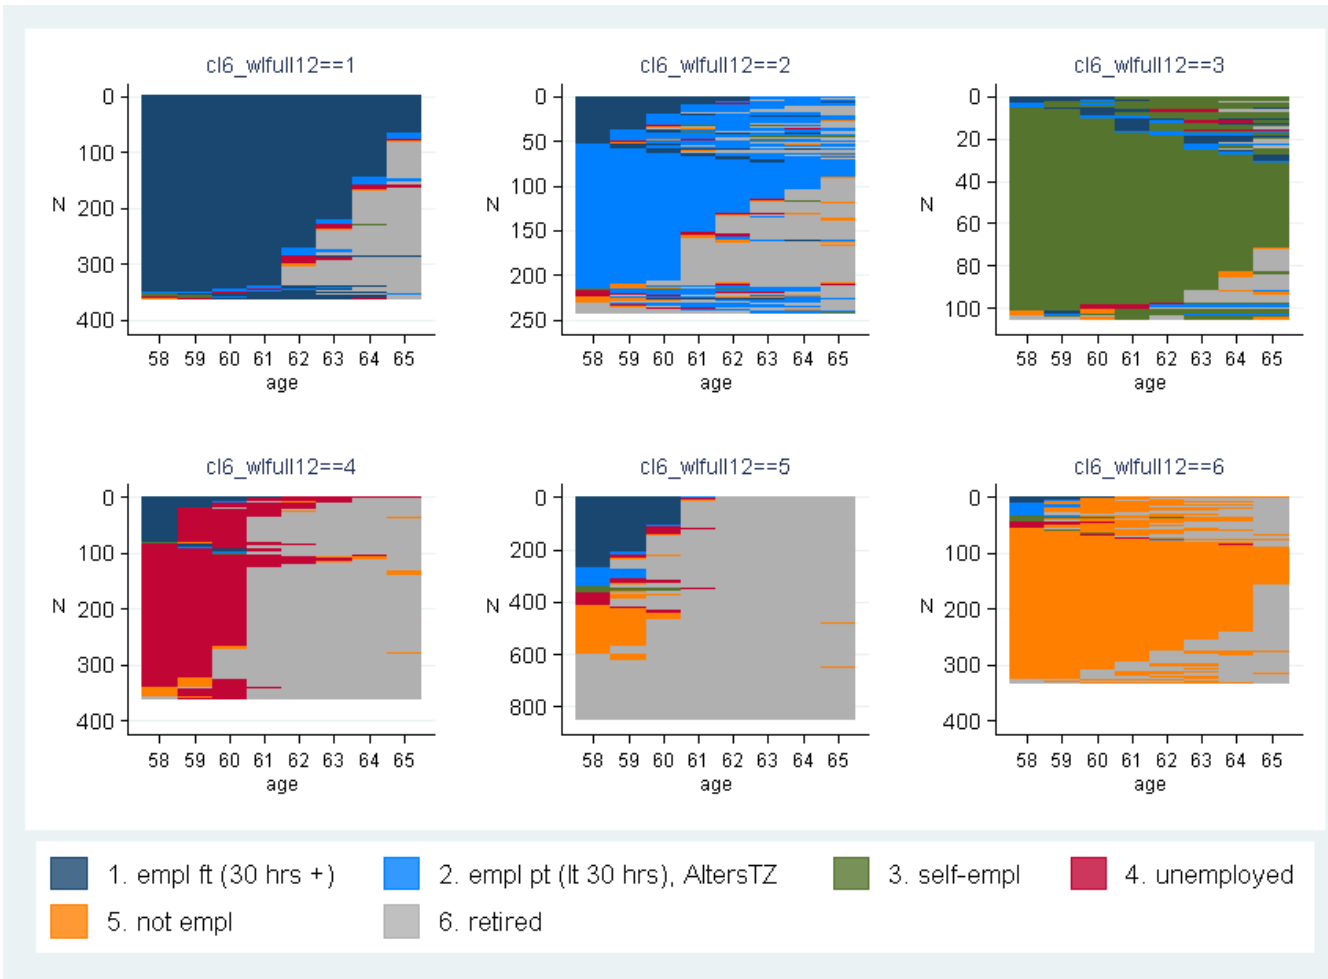 cl6_wlfull12==1
cl6_wlfull12==2
cl6_wlfull12==3
0
100
200
300
400
N
58 59 60 61 62 63 64 65
age
0
50
100
150
200
250
N
58 59 60 61 62 63 64 65
age
0
20
40
60
80
100
N
58 59 60 61 62 63 64 65
age
cl6_wlfull12==4
cl6_wlfull12==5
cl6_wlfull12==6
0
100
200
300
400
N
58 59 60 61 62 63 64 65
age
0
200
400
600
800
N
58 59 60 61 62 63 64 65
age
0
100
200
300
400
N
58 59 60 61 62 63 64 65
age
1. empl ft (30 hrs +)
2. empl pt (lt 30 hrs), AltersTZ
3. self-empl
4. unemployed
5. not empl
6. retired